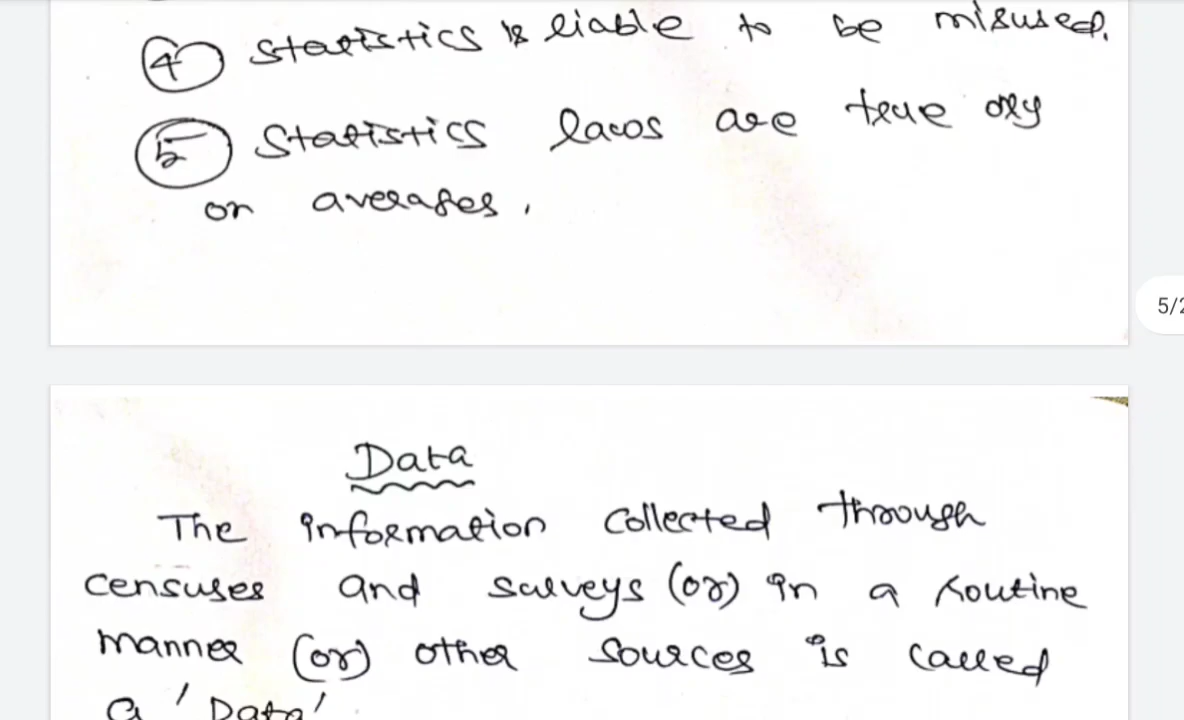 ④ Statistics is liable to be misused.
⑤ Statistics laws are true only
on averages.
5/2
Data
The information collected through
censuses and surveys (or) in a routine
manner (or) other sources is called
a 'Data'